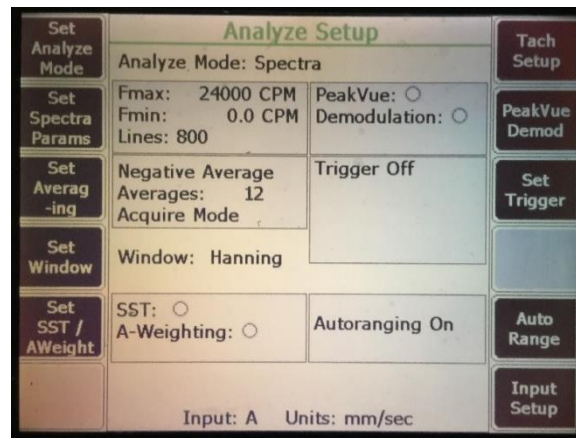 Set
Analyze
Mode
Analyze Setup
Tach
Setup
Analyze Mode: Spectra
Set
Spectra
Params
Fmax: 24000 CPM
Fmin: 0.0 CPM
Lines: 800
PeakVue:
Demodulation:
PeakVue
Demod
Set
Averag
-ing
Negative Average
Averages: 12
Acquire Mode
Trigger Off
Set
Trigger
Set
Window
Window: Hanning
Set
SST /
AWeight
SST:
A-Weighting:
Autoranging On
Auto
Range
Input: A Units: mm/sec
Input
Setup